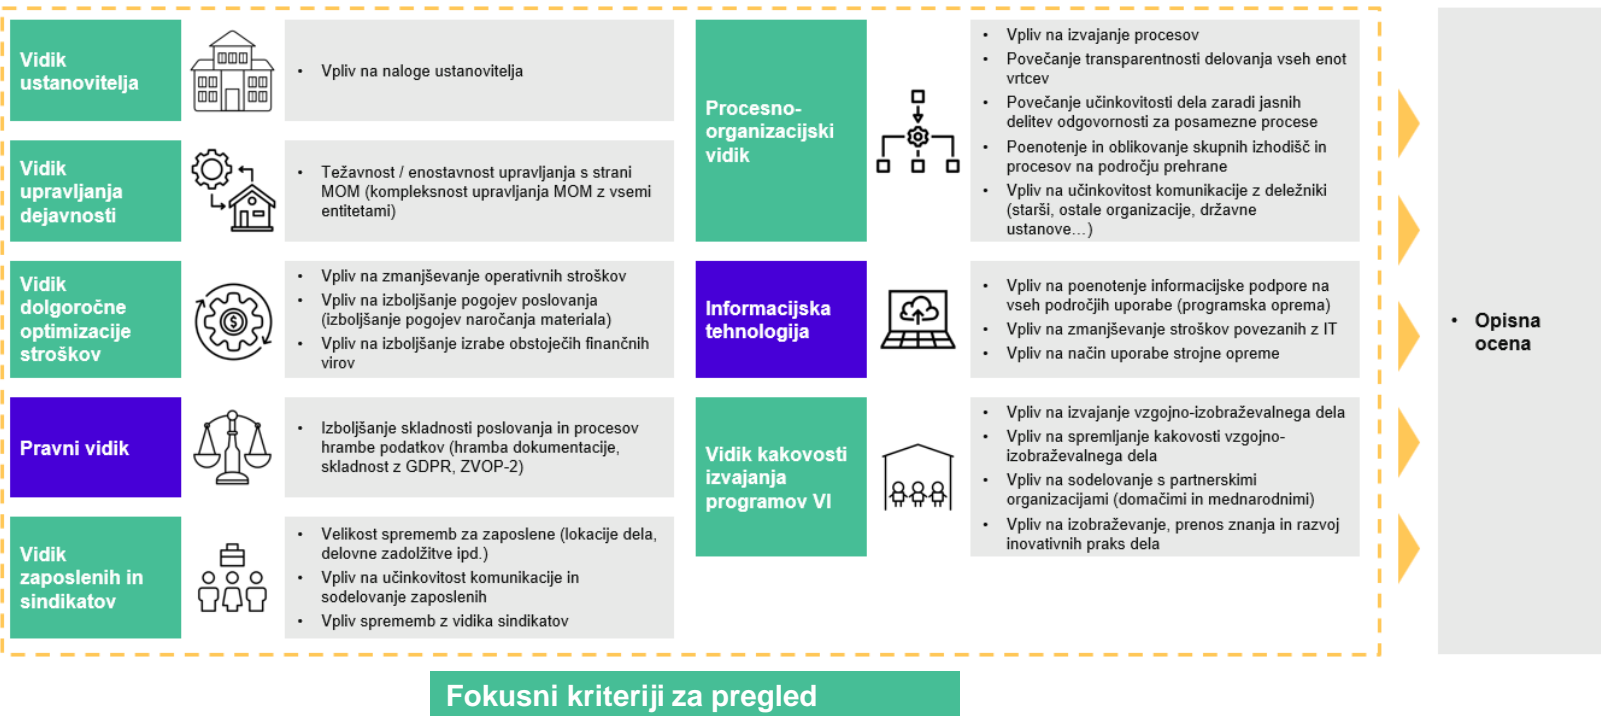 Vidik
ustanovitelja
• Vpliv na naloge ustanovitelja
Vidik
upravljanja
dejavnosti
• Težavnost / enostavnost upravljanja s strani
MOM (kompleksnost upravljanja MOM z vsemi
entitetami)
Vidik
dolgoročne
optimizacije
stroškov
• Vpliv na zmanjševanje operativnih stroškov
• Vpliv na izboljšanje pogojev poslovanja
(izboljšanje pogojev naročanja materiala)
• Vpliv na izboljšanje izrabe obstoječih finančnih
virov
Pravni vidik
• Izboljšanje skladnosti poslovanja in procesov
hrambe podatkov (hramba dokumentacije,
skladnost z GDPR, ZVOP-2)
Vidik
zaposlenih in
sindikatov
• Velikost sprememb za zaposlene (lokacije dela,
delovne zadolžitve ipd.)
• Vpliv na učinkovitost komunikacije in
sodelovanje zaposlenih
• Vpliv sprememb z vidika sindikatov
Procesno-
organizacijski
vidik
• Vpliv na izvajanje procesov
• Povečanje transparentnosti delovanja vseh enot
vrtcev
• Povečanje učinkovitosti dela zaradi jasnih
delitev odgovornosti za posamezne procese
• Poenotenje in oblikovanje skupnih izhodišč in
procesov na področju prehrane
• Vpliv na učinkovitost komunikacije z deležniki
(starši, ostale organizacije, državne
ustanove…)
Informacijska
tehnologija
• Vpliv na poenotenje informacijske podpore na
vseh področjih uporabe (programska oprema)
• Vpliv na zmanjševanje stroškov povezanih z IT
• Vpliv na način uporabe strojne opreme
Vidik kakovosti
izvajanja
programov VI
• Vpliv na izvajanje vzgojno-izobraževalnega dela
• Vpliv na spremljanje kakovosti vzgojno-
izobraževalnega dela
• Vpliv na sodelovanje s partnerskimi
organizacijami (domačimi in mednarodnimi)
• Vpliv na izobraževanje, prenos znanja in razvoj
inovativnih praks dela
• Opisna
ocena
Fokusni kriteriji za pregled